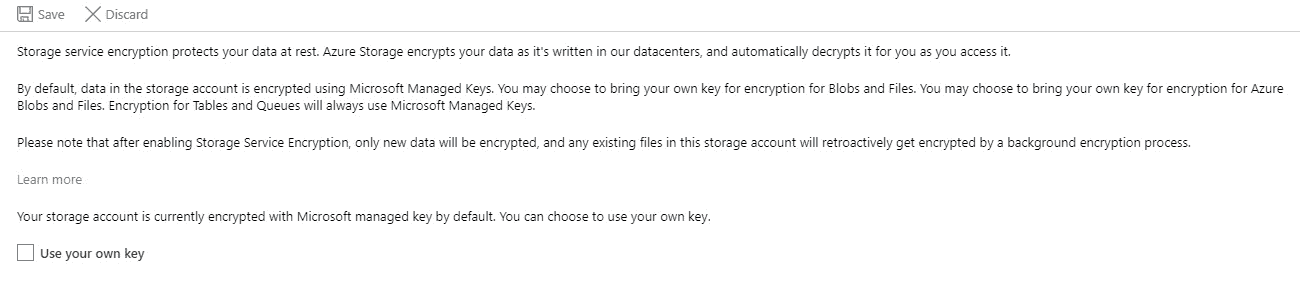 Save Discard
Storage service encryption protects your data at rest. Azure Storage encrypts your data as it's written in our datacenters, and automatically decrypts it for you as you access it.
By default, data in the storage account is encrypted using Microsoft Managed Keys. You may choose to bring your own key for encryption for Blobs and Files. You may choose to bring your own key for encryption for Azure
Blobs and Files. Encryption for Tables and Queues will always use Microsoft Managed Keys.
Please note that after enabling Storage Service Encryption, only new data will be encrypted, and any existing files in this storage account will retroactively get encrypted by a background encryption process.
Learn more
Your storage account is currently encrypted with Microsoft managed key by default. You can choose to use your own key.
Use your own key